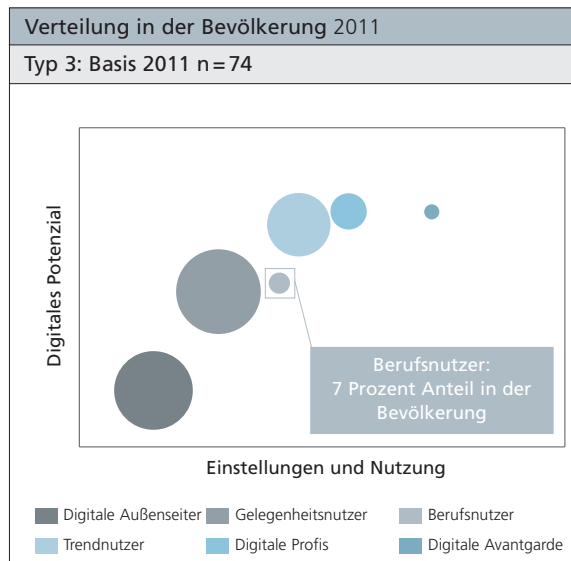 Verteilung in der Bevölkerung 2011
Typ 3: Basis 2011 n = 74
Digitales Potenzial
Berufsnutzer:
7 Prozent Anteil in der
Bevölkerung
Einstellungen und Nutzung
Digitale Außenseiter Gelegenheitsnutzer Berufsnutzer
Trendnutzer Digitale Profis Digitale Avantgarde